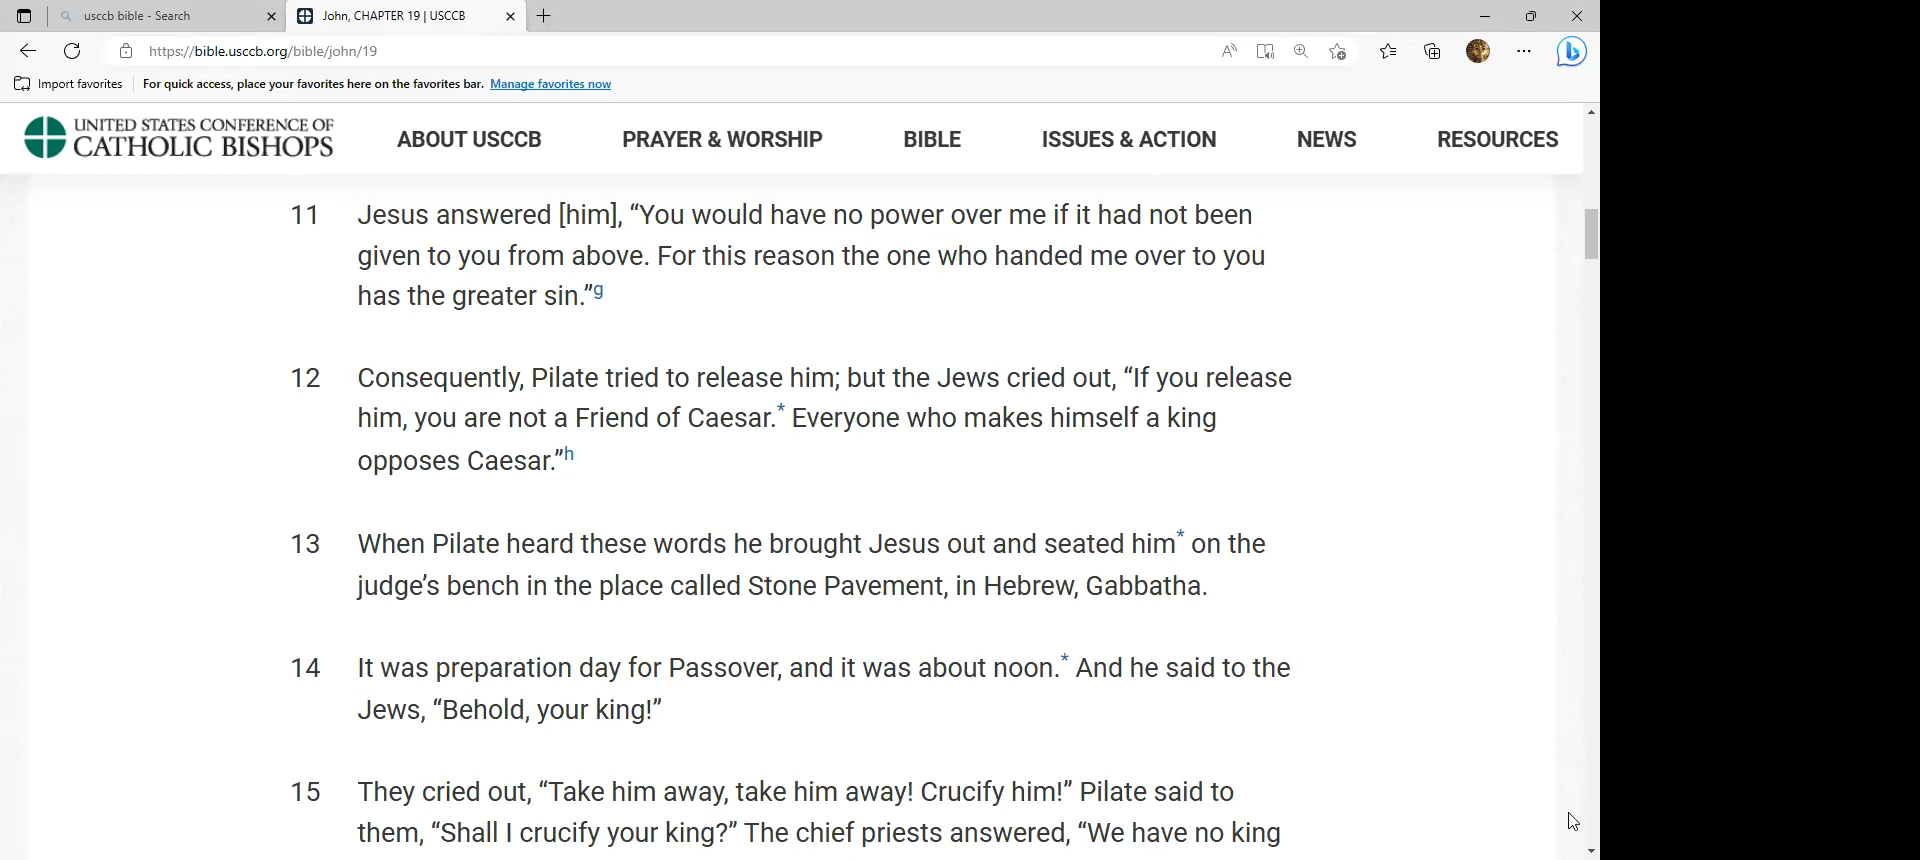 usccb bible - Search
John, CHAPTER 19 | USCCB
https://bible.usccb.org/bible/john/19
Import favorites
For quick access, place your favorites here on the favorites bar. Manage favorites now
UNITED STATES CONFERENCE OF
CATHOLIC BISHOPS
ABOUT USCCB PRAYER & WORSHIP BIBLE ISSUES & ACTION NEWS RESOURCES
11 Jesus answered [him], “You would have no power over me if it had not been
given to you from above. For this reason the one who handed me over to you
has the greater sin.”g
12 Consequently, Pilate tried to release him; but the Jews cried out, “If you release
him, you are not a Friend of Caesar.* Everyone who makes himself a king
opposes Caesar.”h
13 When Pilate heard these words he brought Jesus out and seated him* on the
judge’s bench in the place called Stone Pavement, in Hebrew, Gabbatha.
14 It was preparation day for Passover, and it was about noon.* And he said to the
Jews, “Behold, your king!”
15 They cried out, “Take him away, take him away! Crucify him!” Pilate said to
them, “Shall I crucify your king?” The chief priests answered, “We have no king